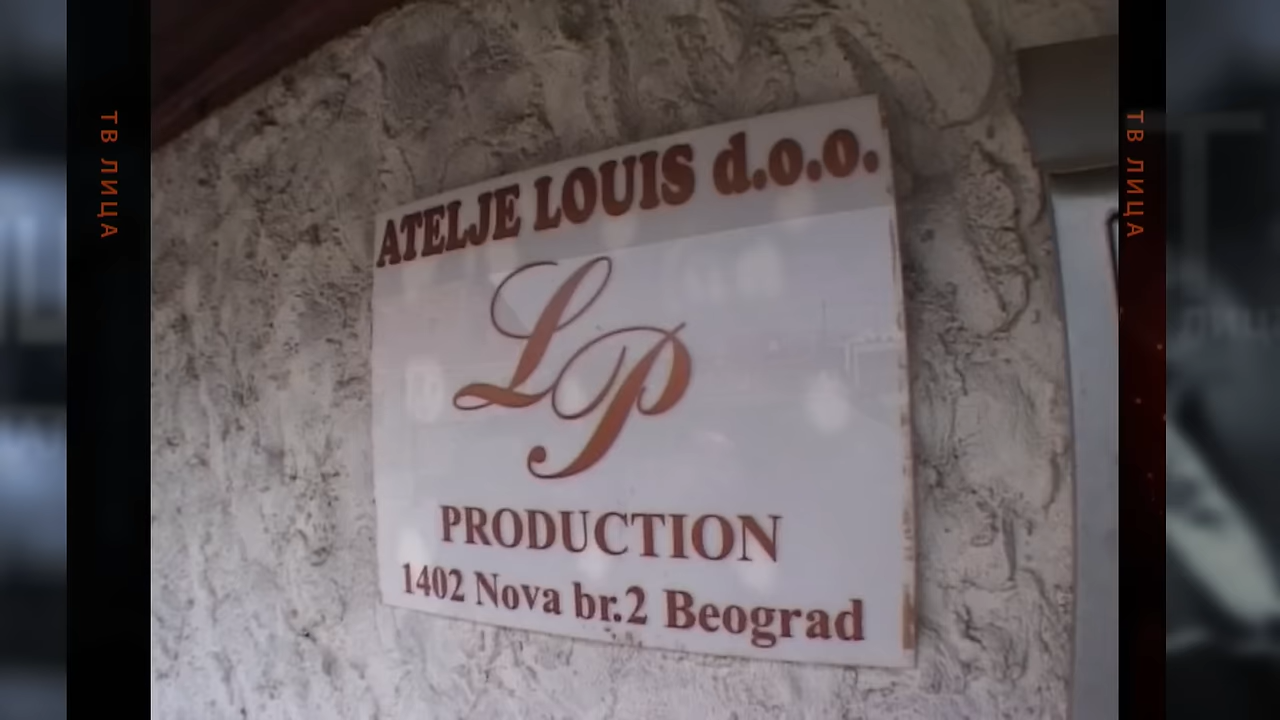 ATELJE LOUIS d.o.o.
LP
PRODUCTION
1402 Nova br.2 Beograd
ТВ ЛИЦА
ТВ ЛИЦА